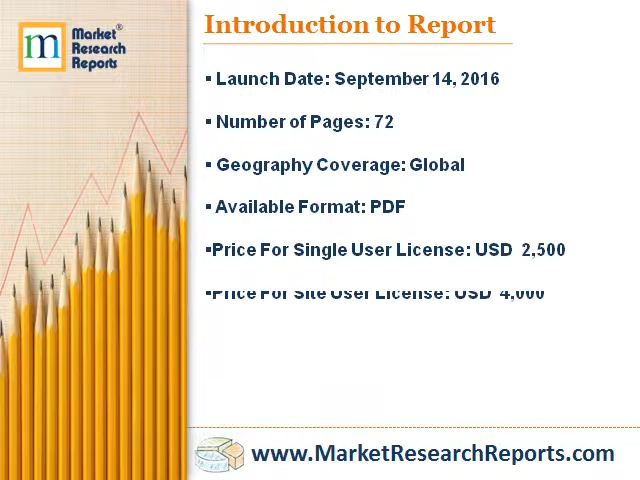 m
Market®
Research
Reports
Introduction to Report
▪ Launch Date: September 14, 2016
▪ Number of Pages: 72
▪ Geography Coverage: Global
▪ Available Format: PDF
▪Price For Single User License: USD  2,500
▪Price For Site User License: USD  4,000
www.MarketResearchReports.com